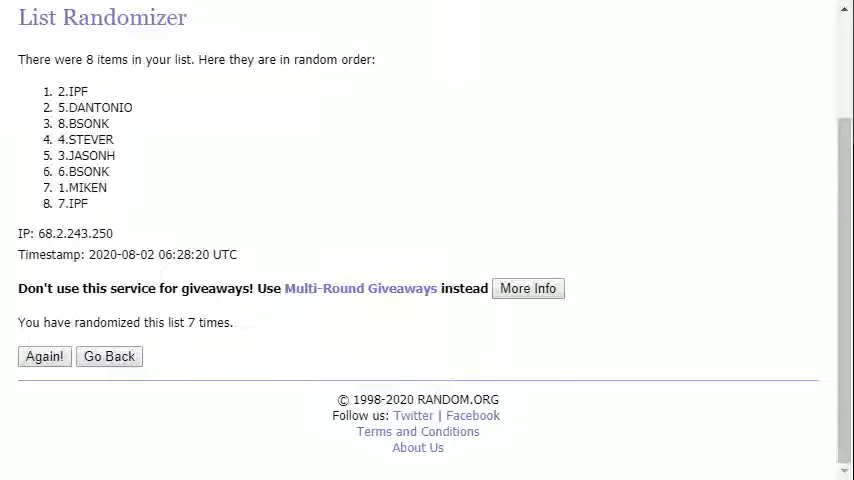 List Randomizer
There were 8 items in your list. Here they are in random order:
1. 2.IPF
2. 5.DANTONIO
3. 8.BSONK
4. 4.STEVER
5. 3.JASONH
6. 6.BSONK
7. 1.MIKEN
8. 7.IPF
IP: 68.2.243.250
Timestamp: 2020-08-02 06:28:20 UTC
Don't use this service for giveaways! Use Multi-Round Giveaways instead More Info
You have randomized this list 7 times.
Again! Go Back
© 1998-2020 RANDOM.ORG
Follow us: Twitter | Facebook
Terms and Conditions
About Us